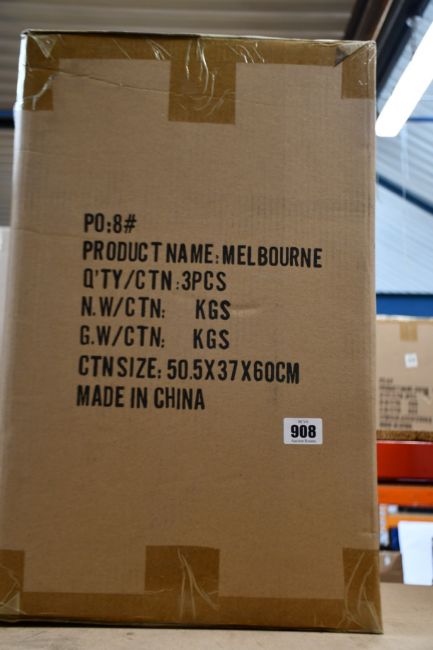 PO:8#
PRODUCT NAME: MELBOURNE
Q'TY/CTN:3PCS
N.W/CTN: KGS
G.W/CTN: KGS
CTN SIZE: 50.5X37X60CM
MADE IN CHINA
908